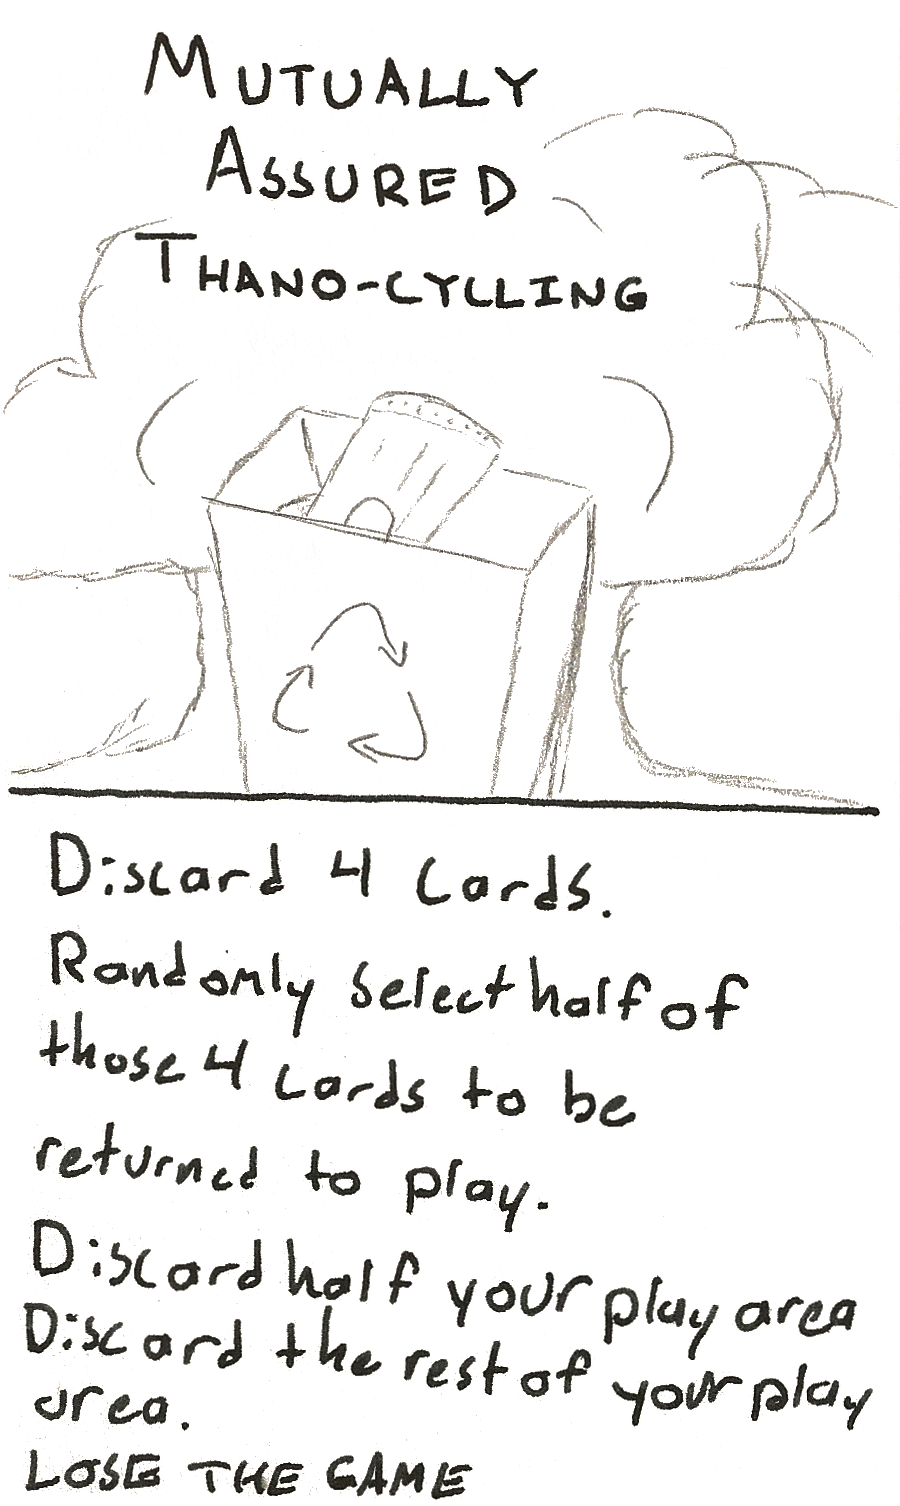 MUTUALLY
ASSURED
THANO-CYCLING
Discard 4 cards.
Randomly select half of
those 4 cards to be
returned to play.
Discard half your play area
Discard the rest of your play
area.
LOSE THE GAME